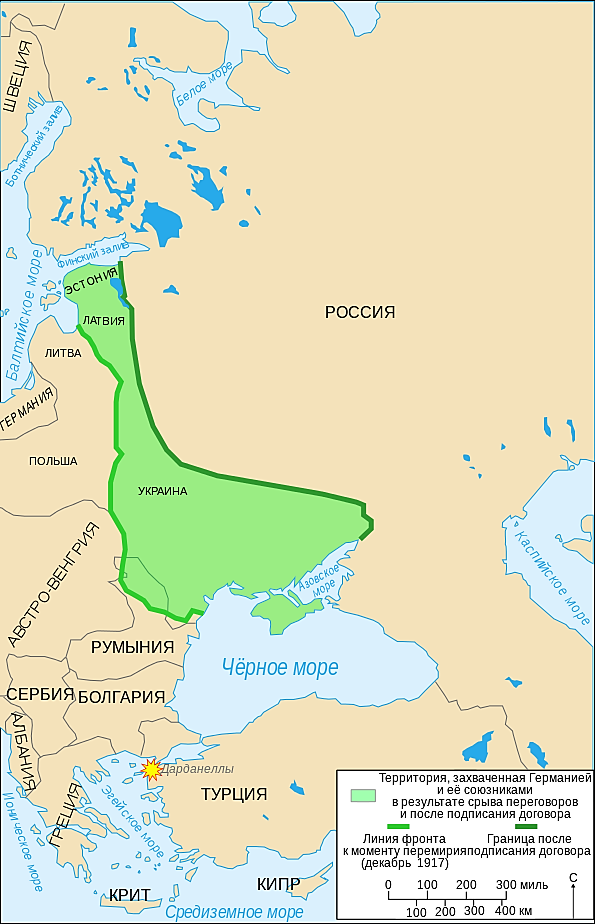 ШВЕЦИЯ
Белое море
Ботнический залив
Финский залив
Балтийское море
ЭСТОНИЯ
РОССИЯ
ЛАТВИЯ
ЛИТВА
ГЕРМАНИЯ
ПОЛЬША
УКРАИНА
АВСТРО-ВЕНГРИЯ
Каспийское море
Азовское
море
РУМЫНИЯ
Чёрное море
СЕРБИЯ
БОЛГАРИЯ
АЛБАНИЯ
Дарданеллы
ТУРЦИЯ
ГРЕЦИЯ
Эгейское море
Ионическое море
КРИТ
КИПР
Средиземное море
Территория, захваченная Германией
и её союзниками
в результате срыва переговоров
и после подписания договора
Линия фронта
к моменту перемирия
(декабрь 1917)
Граница после
подписания договора
С
0 100 200 300 миль
100 200 300 400 км